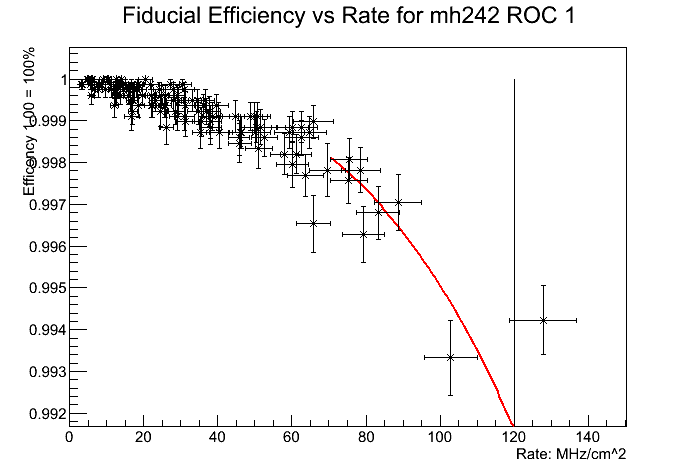 Fiducial Efficiency vs Rate for mh242 ROC 1
Efficency 1.00 = 100%
1
0.999
0.998
0.997
0.996
0.995
0.994
0.993
0.992
0 20 40 60 80 100 120 140
Rate: MHz/cm^2